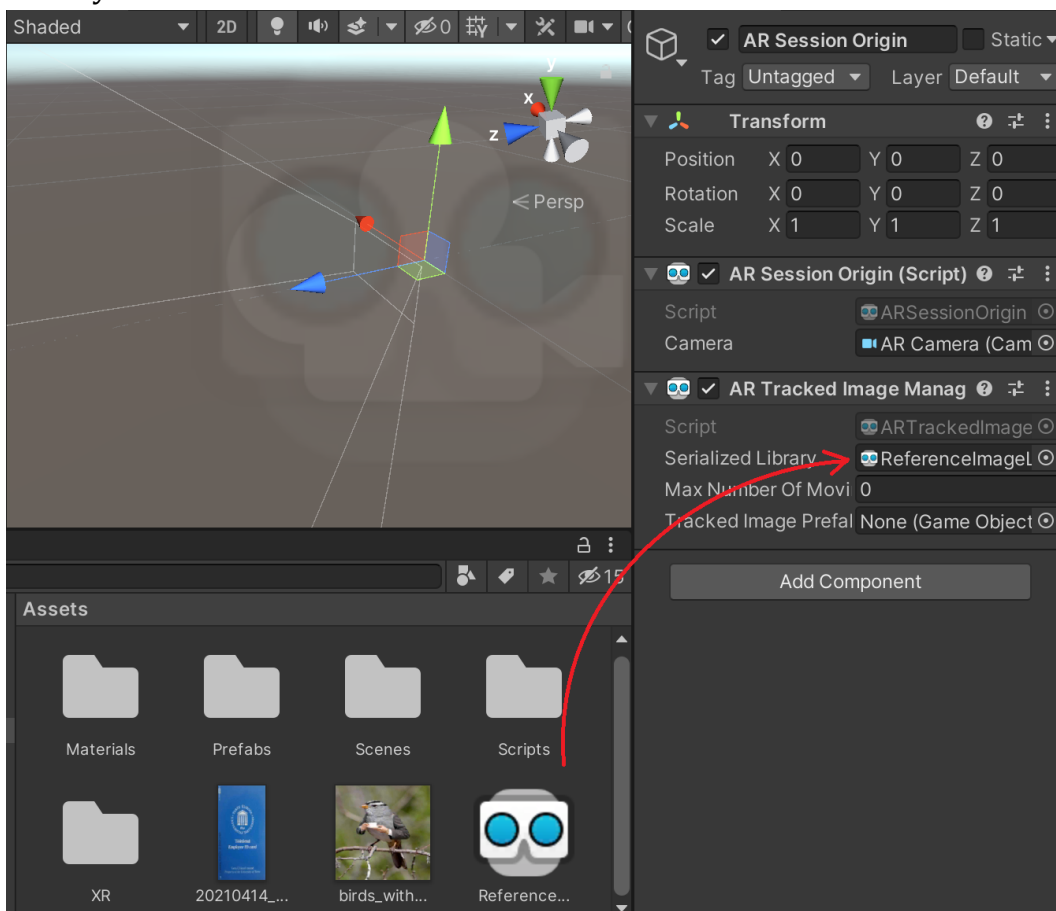 Shaded
2D
0
Y
y
x
z
Persp
15
Assets
Materials
Prefabs
Scenes
Scripts
XR
20210414_...
birds_with...
Reference...
AR Session Origin
Static
Tag Untagged
Layer Default
Transform
Position X 0 Y 0 Z 0
Rotation X 0 Y 0 Z 0
Scale X 1 Y 1 Z 1
AR Session Origin (Script)
Script ARSessionOrigin
Camera AR Camera (Cam
AR Tracked Image Manag
Script ARTrackedImage
Serialized Library ReferenceImageL
Max Number Of Movi 0
Tracked Image Prefal None (Game Object
Add Component